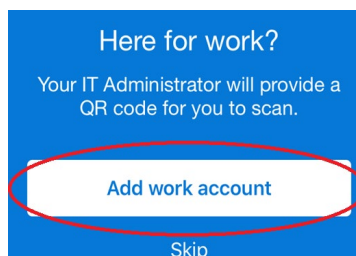 Here for work?
Your IT Administrator will provide a
QR code for you to scan.
Add work account
Skip